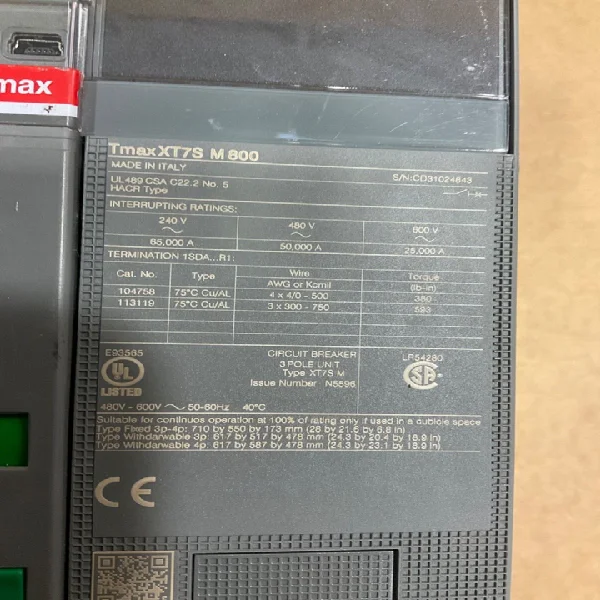 max
Tmax XT7S M 800
MADE IN ITALY
S/N:CD31024643
UL489 CSA C22.2 No. 5
HACR Type
INTERRUPTING RATINGS:
240 V 480 V 600 V
65,000 A 50,000 A 25,000 A
TERMINATION 1SDA...R1:
Cat. No. Type Wire Torque
AWG or Kcmil (lb-in)
104758 75°C Cu/AL 4 x 4/0 - 500 380
113119 75°C Cu/AL 3 x 300 - 750 593
E93565 CIRCUIT BREAKER LR54280
3 POLE UNIT
Type XT7S M
Issue Number N5596
UL
LISTED
SA
480V - 600V ~ 50-60Hz 40°C
Suitable for continuos operation at 100% of rating only if used in a cubicle space
Type Fixed 3p-4p: 710 by 550 by 173 mm (28 by 21.6 by 6.8 in)
Type Withdarwable 3p: 617 by 517 by 478 mm (24.3 by 20.4 by 18.9 in)
Type Withdarwable 4p: 617 by 587 by 478 mm (24.3 by 23.1 by 18.9 in)
CE